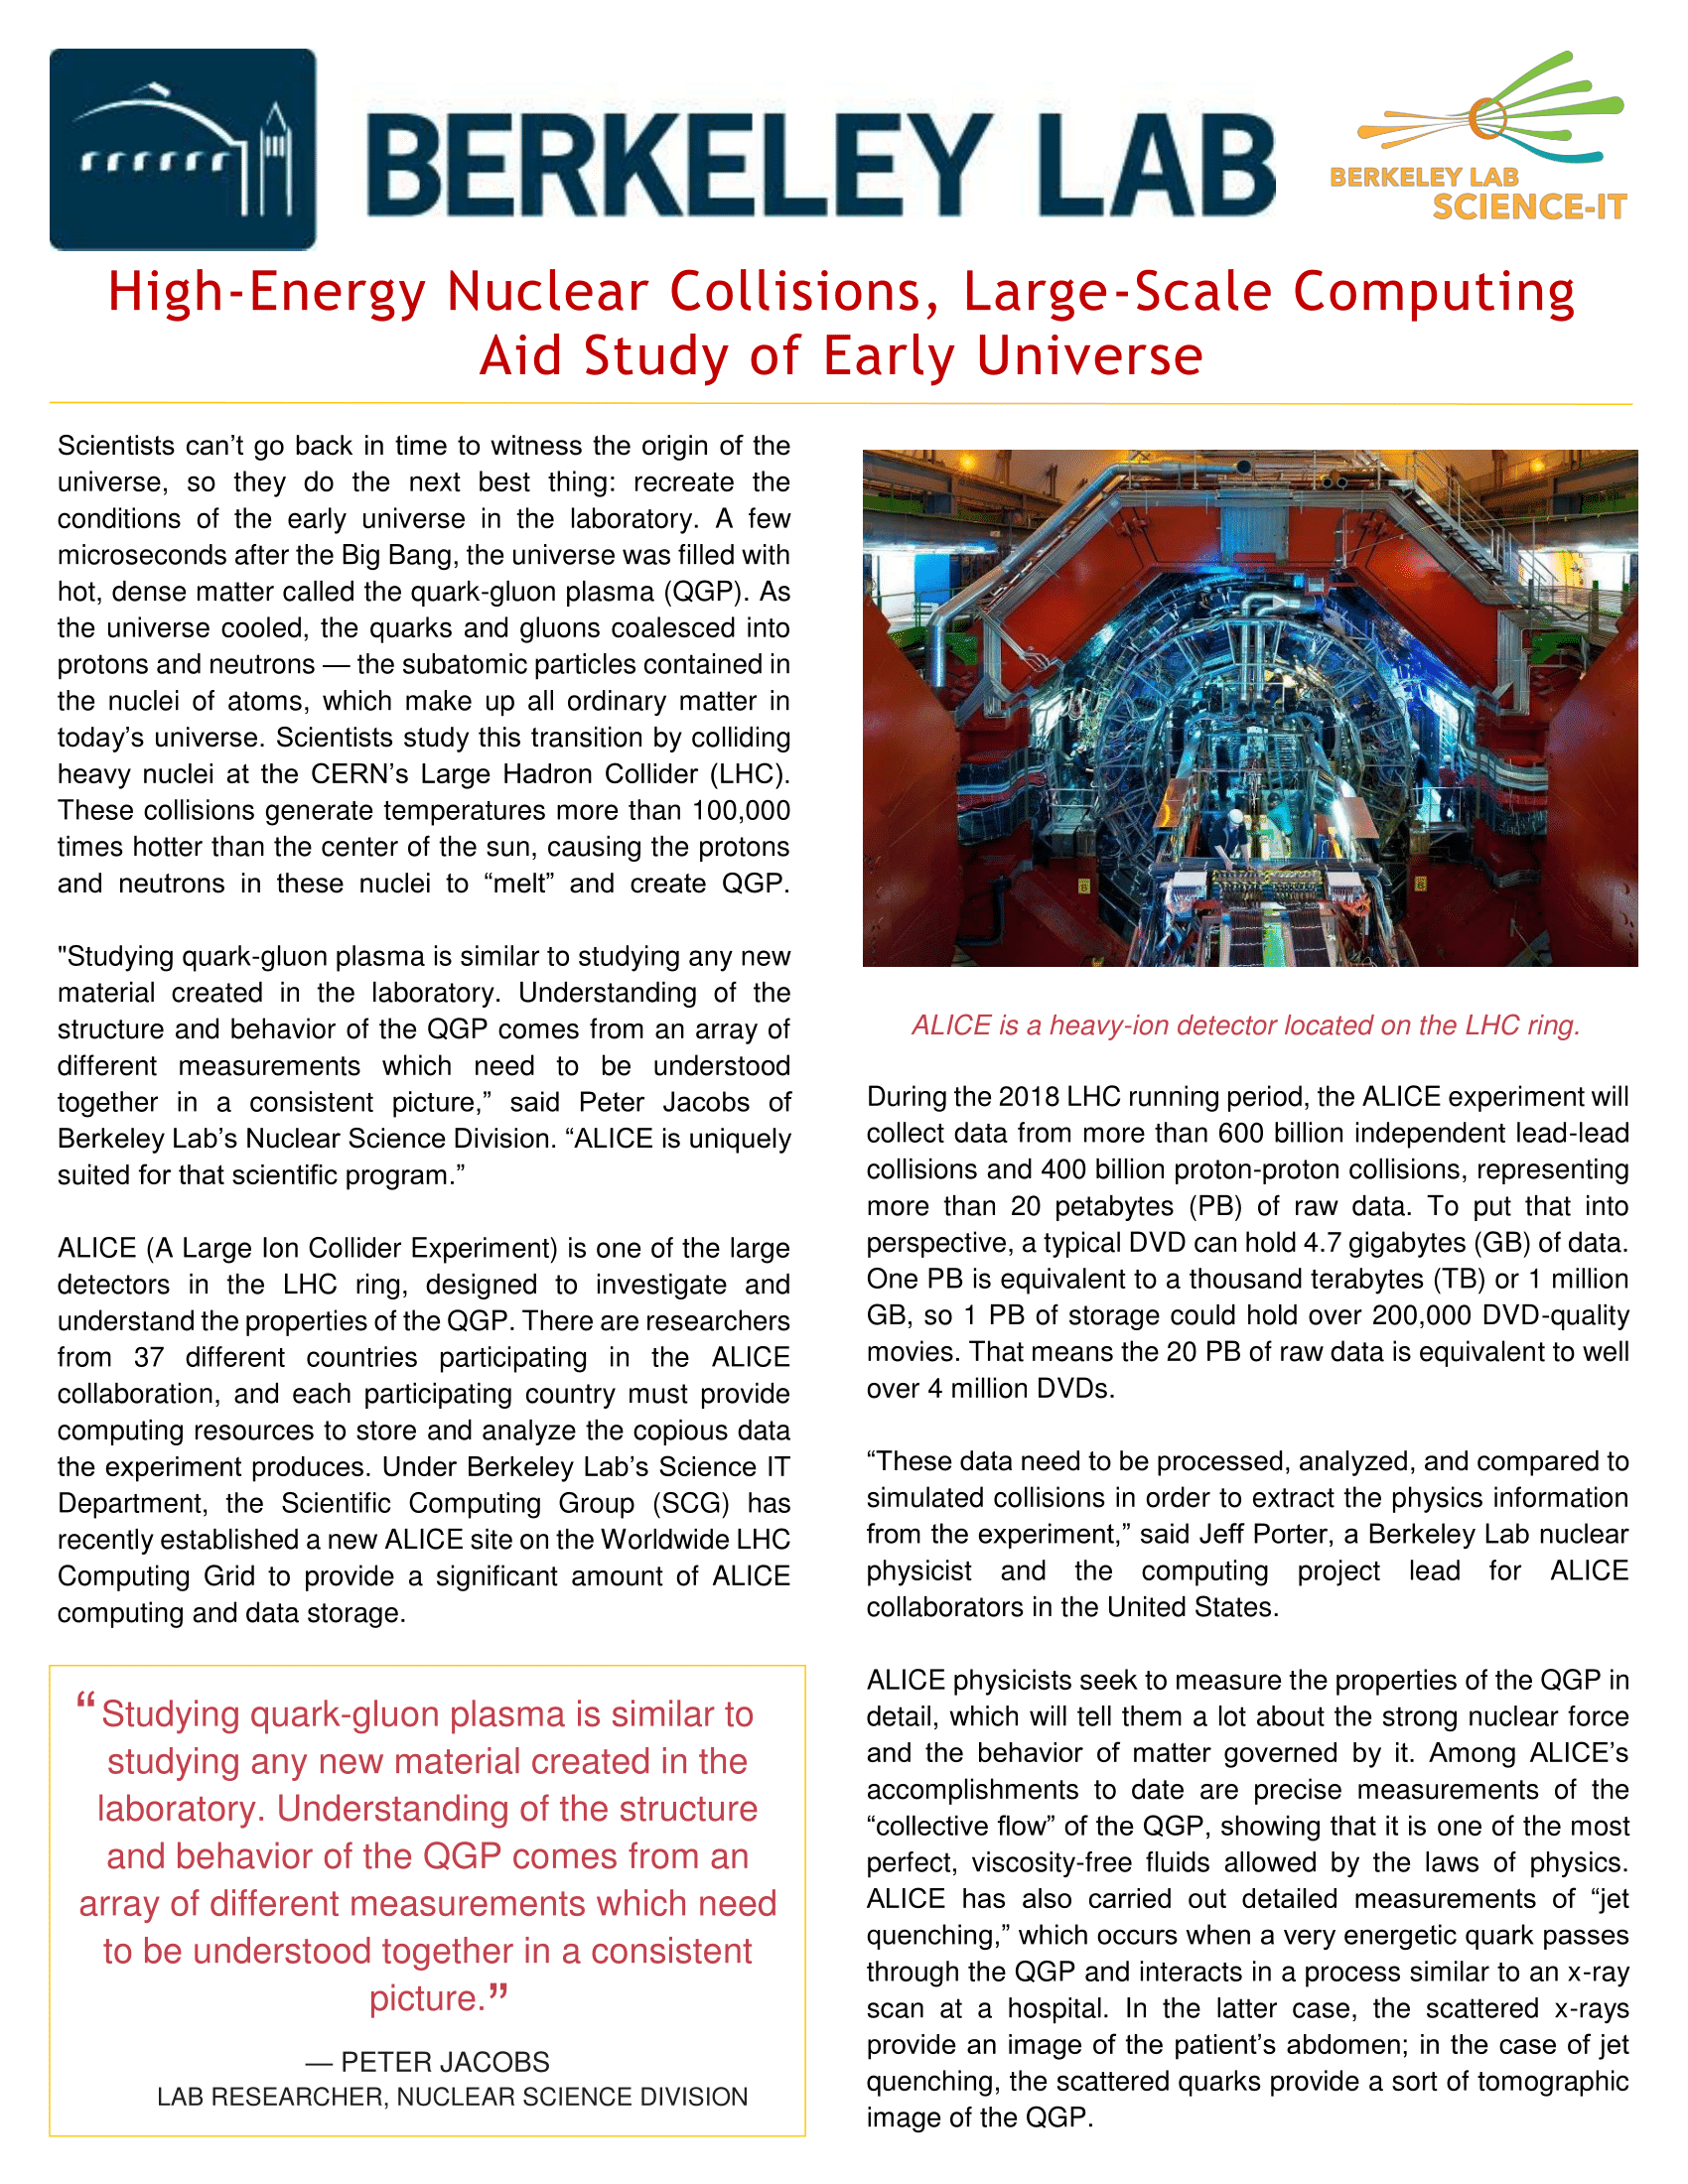 BERKELEY LAB
BERKELEY LAB
SCIENCE-IT
High-Energy Nuclear Collisions, Large-Scale Computing
Aid Study of Early Universe
Scientists can’t go back in time to witness the origin of the
universe, so they do the next best thing: recreate the
conditions of the early universe in the laboratory. A few
microseconds after the Big Bang, the universe was filled with
hot, dense matter called the quark-gluon plasma (QGP). As
the universe cooled, the quarks and gluons coalesced into
protons and neutrons — the subatomic particles contained in
the nuclei of atoms, which make up all ordinary matter in
today’s universe. Scientists study this transition by colliding
heavy nuclei at the CERN’s Large Hadron Collider (LHC).
These collisions generate temperatures more than 100,000
times hotter than the center of the sun, causing the protons
and neutrons in these nuclei to “melt” and create QGP.
"Studying quark-gluon plasma is similar to studying any new
material created in the laboratory. Understanding of the
structure and behavior of the QGP comes from an array of
different measurements which need to be understood
together in a consistent picture,” said Peter Jacobs of
Berkeley Lab’s Nuclear Science Division. “ALICE is uniquely
suited for that scientific program.”
ALICE (A Large Ion Collider Experiment) is one of the large
detectors in the LHC ring, designed to investigate and
understand the properties of the QGP. There are researchers
from 37 different countries participating in the ALICE
collaboration, and each participating country must provide
computing resources to store and analyze the copious data
the experiment produces. Under Berkeley Lab’s Science IT
Department, the Scientific Computing Group (SCG) has
recently established a new ALICE site on the Worldwide LHC
Computing Grid to provide a significant amount of ALICE
computing and data storage.
“Studying quark-gluon plasma is similar to
studying any new material created in the
laboratory. Understanding of the structure
and behavior of the QGP comes from an
array of different measurements which need
to be understood together in a consistent
picture.”
— PETER JACOBS
LAB RESEARCHER, NUCLEAR SCIENCE DIVISION
ALICE is a heavy-ion detector located on the LHC ring.
During the 2018 LHC running period, the ALICE experiment will
collect data from more than 600 billion independent lead-lead
collisions and 400 billion proton-proton collisions, representing
more than 20 petabytes (PB) of raw data. To put that into
perspective, a typical DVD can hold 4.7 gigabytes (GB) of data.
One PB is equivalent to a thousand terabytes (TB) or 1 million
GB, so 1 PB of storage could hold over 200,000 DVD-quality
movies. That means the 20 PB of raw data is equivalent to well
over 4 million DVDs.
“These data need to be processed, analyzed, and compared to
simulated collisions in order to extract the physics information
from the experiment,” said Jeff Porter, a Berkeley Lab nuclear
physicist and the computing project lead for ALICE
collaborators in the United States.
ALICE physicists seek to measure the properties of the QGP in
detail, which will tell them a lot about the strong nuclear force
and the behavior of matter governed by it. Among ALICE’s
accomplishments to date are precise measurements of the
“collective flow” of the QGP, showing that it is one of the most
perfect, viscosity-free fluids allowed by the laws of physics.
ALICE has also carried out detailed measurements of “jet
quenching,” which occurs when a very energetic quark passes
through the QGP and interacts in a process similar to an x-ray
scan at a hospital. In the latter case, the scattered x-rays
provide an image of the patient’s abdomen; in the case of jet
quenching, the scattered quarks provide a sort of tomographic
image of the QGP.